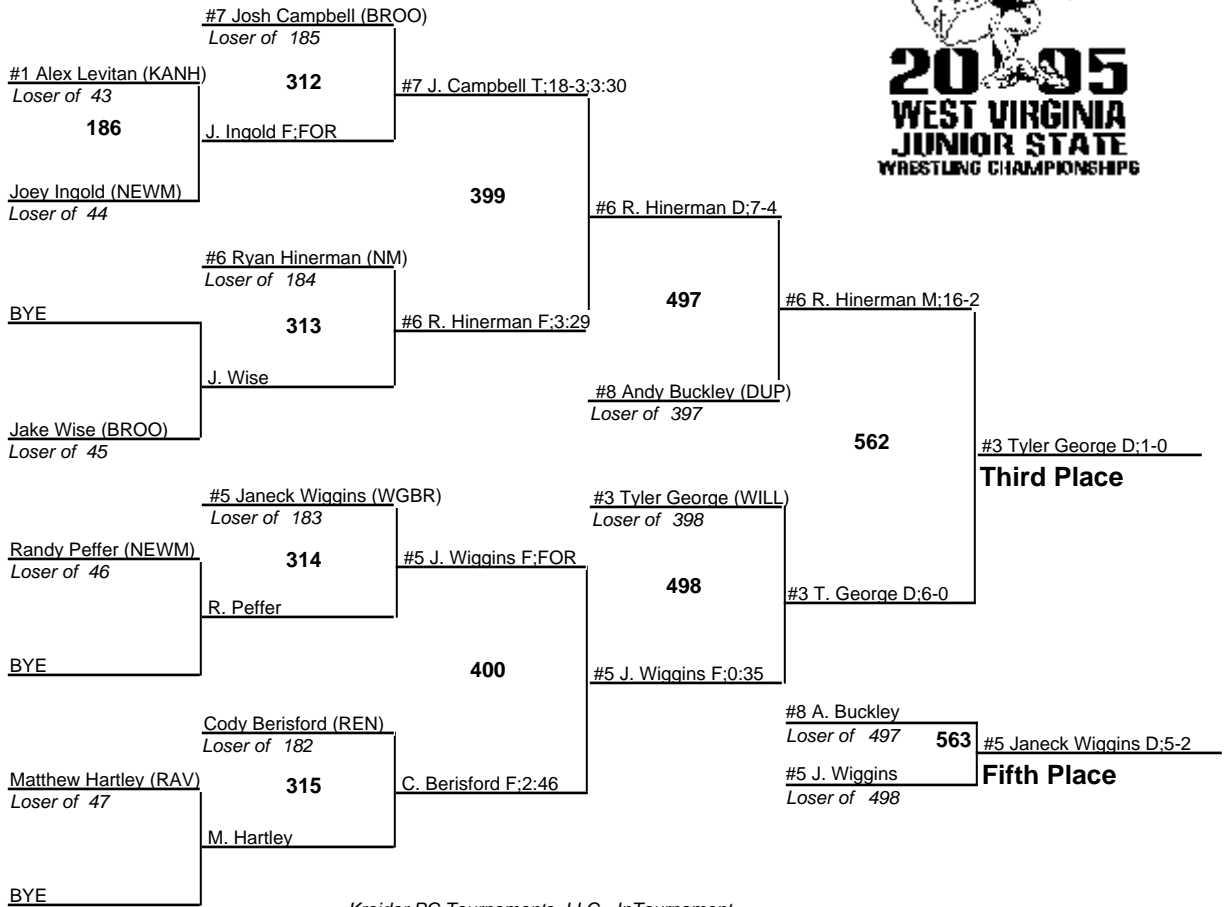 #7 Josh Campbell (BROO)
Loser of 185
#1 Alex Levitan (KANH)
Loser of 43
312
#7 J. Campbell T;18-3;3:30
186
J. Ingold F;FOR
Joey Ingold (NEWM)
Loser of 44
399
#6 R. Hinerman D;7-4
#6 Ryan Hinerman (NM)
Loser of 184
BYE
313
#6 R. Hinerman F;3:29
497
#6 R. Hinerman M;16-2
J. Wise
#8 Andy Buckley (DUP)
Loser of 397
Jake Wise (BROO)
Loser of 45
562
#3 Tyler George D;1-0
Third Place
#5 Janeck Wiggins (WGBR)
Loser of 183
#3 Tyler George (WILL)
Loser of 398
Randy Peffer (NEWM)
Loser of 46
314
#5 J. Wiggins F;FOR
498
#3 T. George D;6-0
R. Peffer
BYE
400
#5 J. Wiggins F;0:35
Cody Berisford (REN)
Loser of 182
#8 A. Buckley
Loser of 497
563
#5 Janeck Wiggins D;5-2
Fifth Place
Matthew Hartley (RAV)
Loser of 47
315
C. Berisford F;2:46
#5 J. Wiggins
Loser of 498
M. Hartley
BYE
20 05
WEST VIRGINIA
JUNIOR STATE
WRESTLING CHAMPIONSHIPS